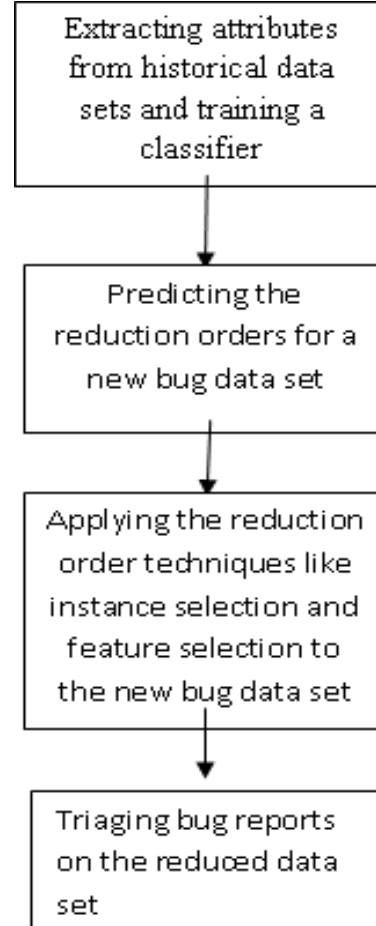 Extracting attributes
from historical data
sets and training a
classifier
Predicting the
reduction orders for a
new bug data set
Applying the reduction
order techniques like
instance selection and
feature selection to
the new bug data set
Triaging bug reports
on the reduced data
set